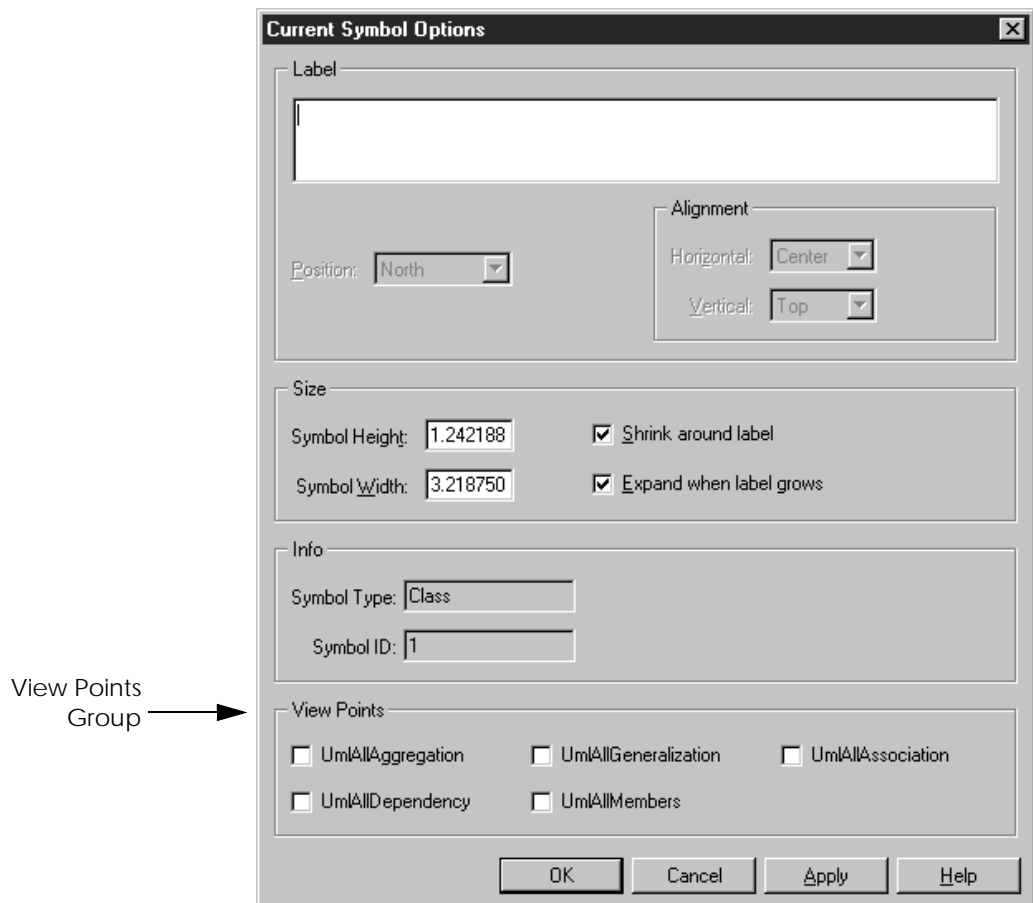 Current Symbol Options
Label
Alignment
Position: North
Horizontal: Center
Vertical: Top
Size
Symbol Height: 1.242188
Shrink around label
Symbol Width: 3.218750
Expand when label grows
Info
Symbol Type: Class
Symbol ID: 1
View Points
Group
View Points
UmlAllAggregation UmlAllGeneralization UmlAllAssociation
UmlAllDependency UmlAllMembers
OK Cancel Apply Help